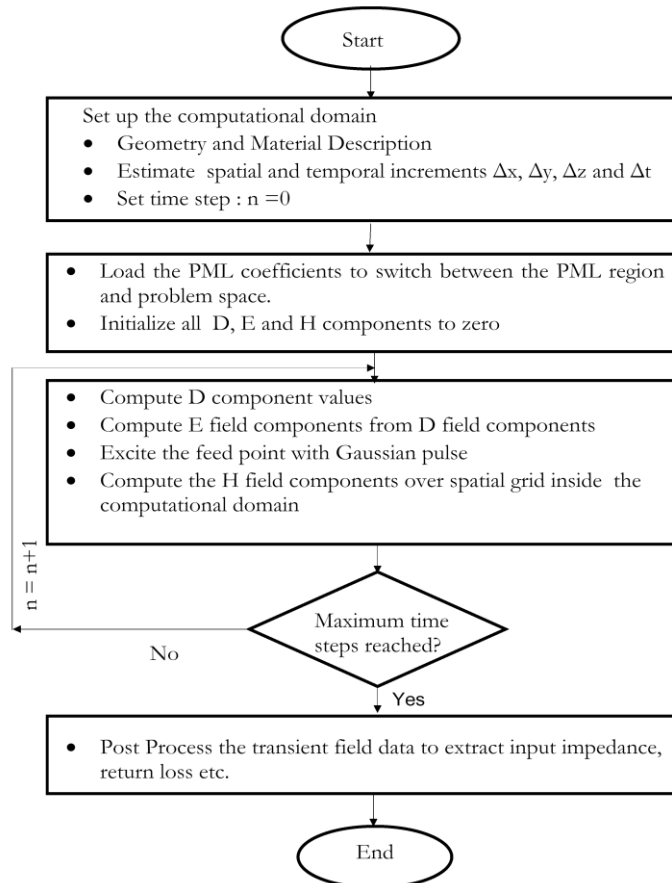 Start
Set up the computational domain
● Geometry and Material Description
● Estimate spatial and temporal increments Δx, Δy, Δz and Δt
● Set time step : n =0
● Load the PML coefficients to switch between the PML region
and problem space.
● Initialize all D, E and H components to zero
● Compute D component values
● Compute E field components from D field components
● Excite the feed point with Gaussian pulse
● Compute the H field components over spatial grid inside the
computational domain
n = n+1
Maximum time
steps reached?
No
Yes
● Post Process the transient field data to extract input impedance,
return loss etc.
End